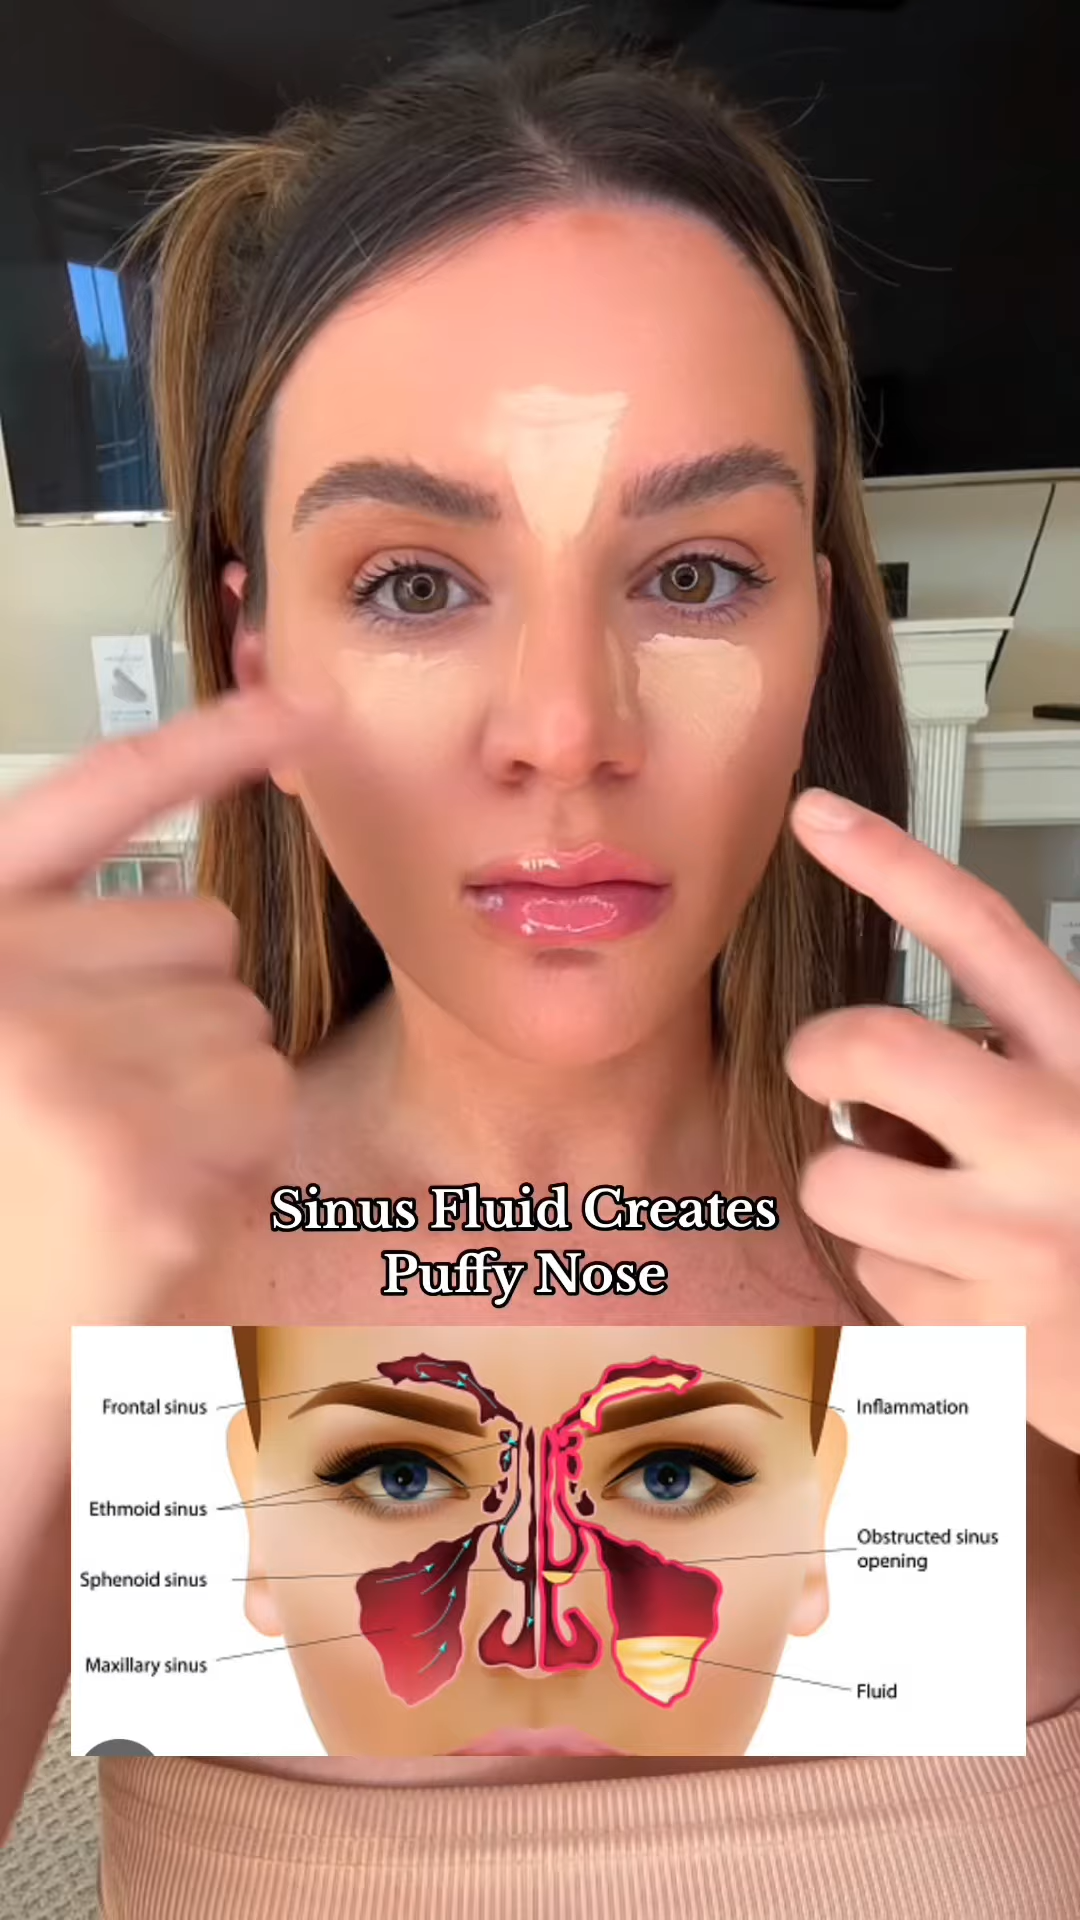 Sinus Fluid Creates
Puffy Nose
Frontal sinus
Inflammation
Ethmoid sinus
Obstructed sinus
opening
Sphenoid sinus
Maxillary sinus
Fluid